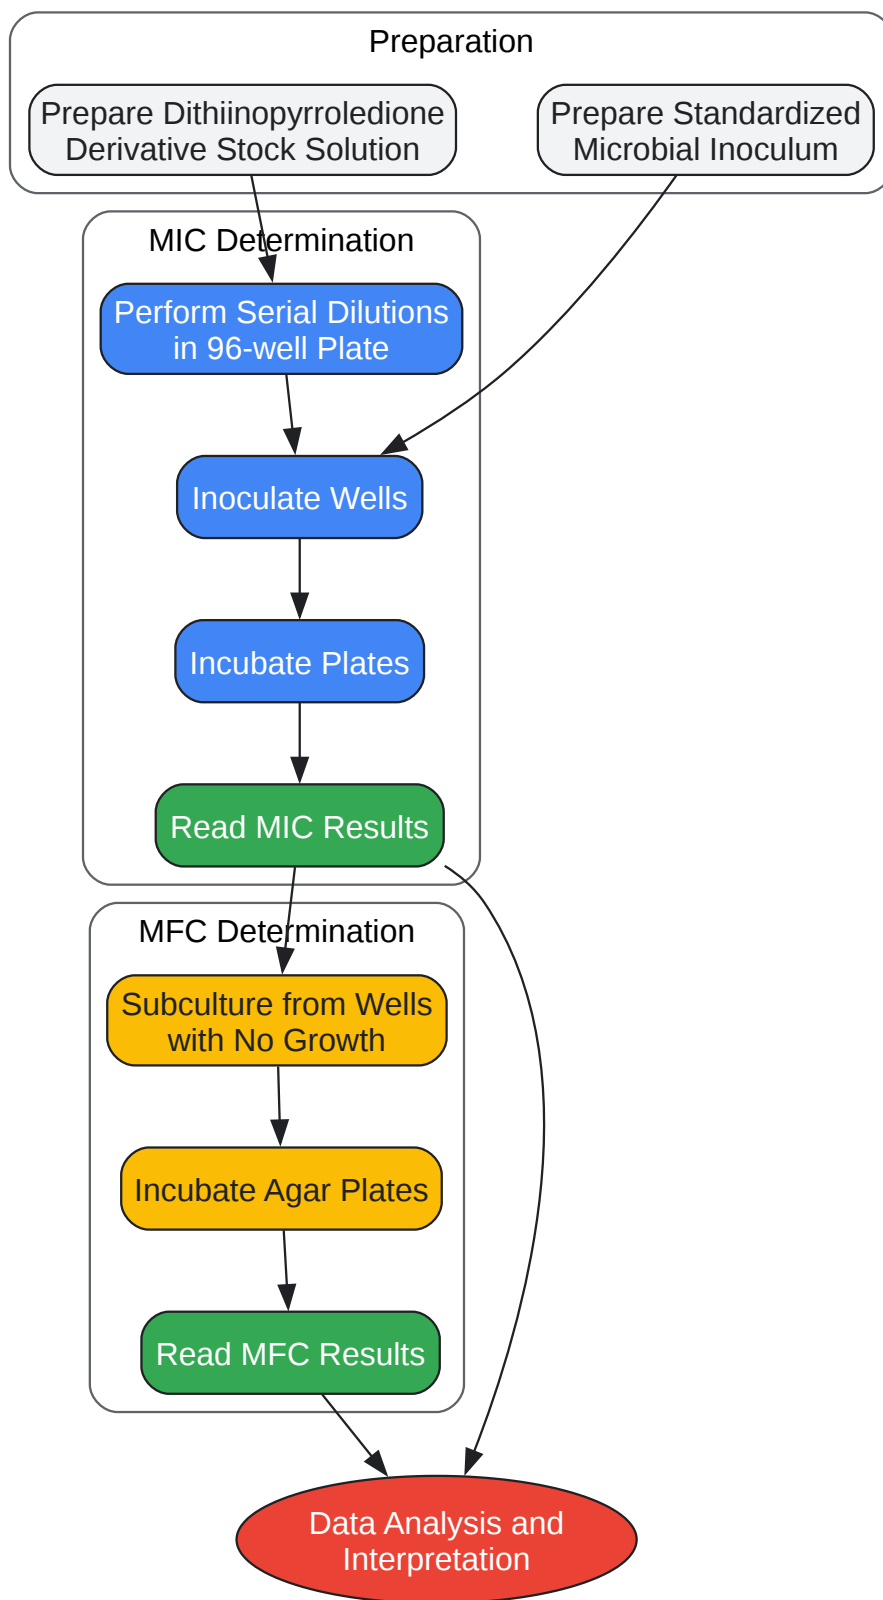 Preparation
Prepare Dithiinopyrroledione
Derivative Stock Solution
Prepare Standardized
Microbial Inoculum
MIC Determination
Perform Serial Dilutions
in 96-well Plate
Inoculate Wells
Incubate Plates
Read MIC Results
MFC Determination
Subculture from Wells
with No Growth
Incubate Agar Plates
Read MFC Results
Data Analysis and
Interpretation